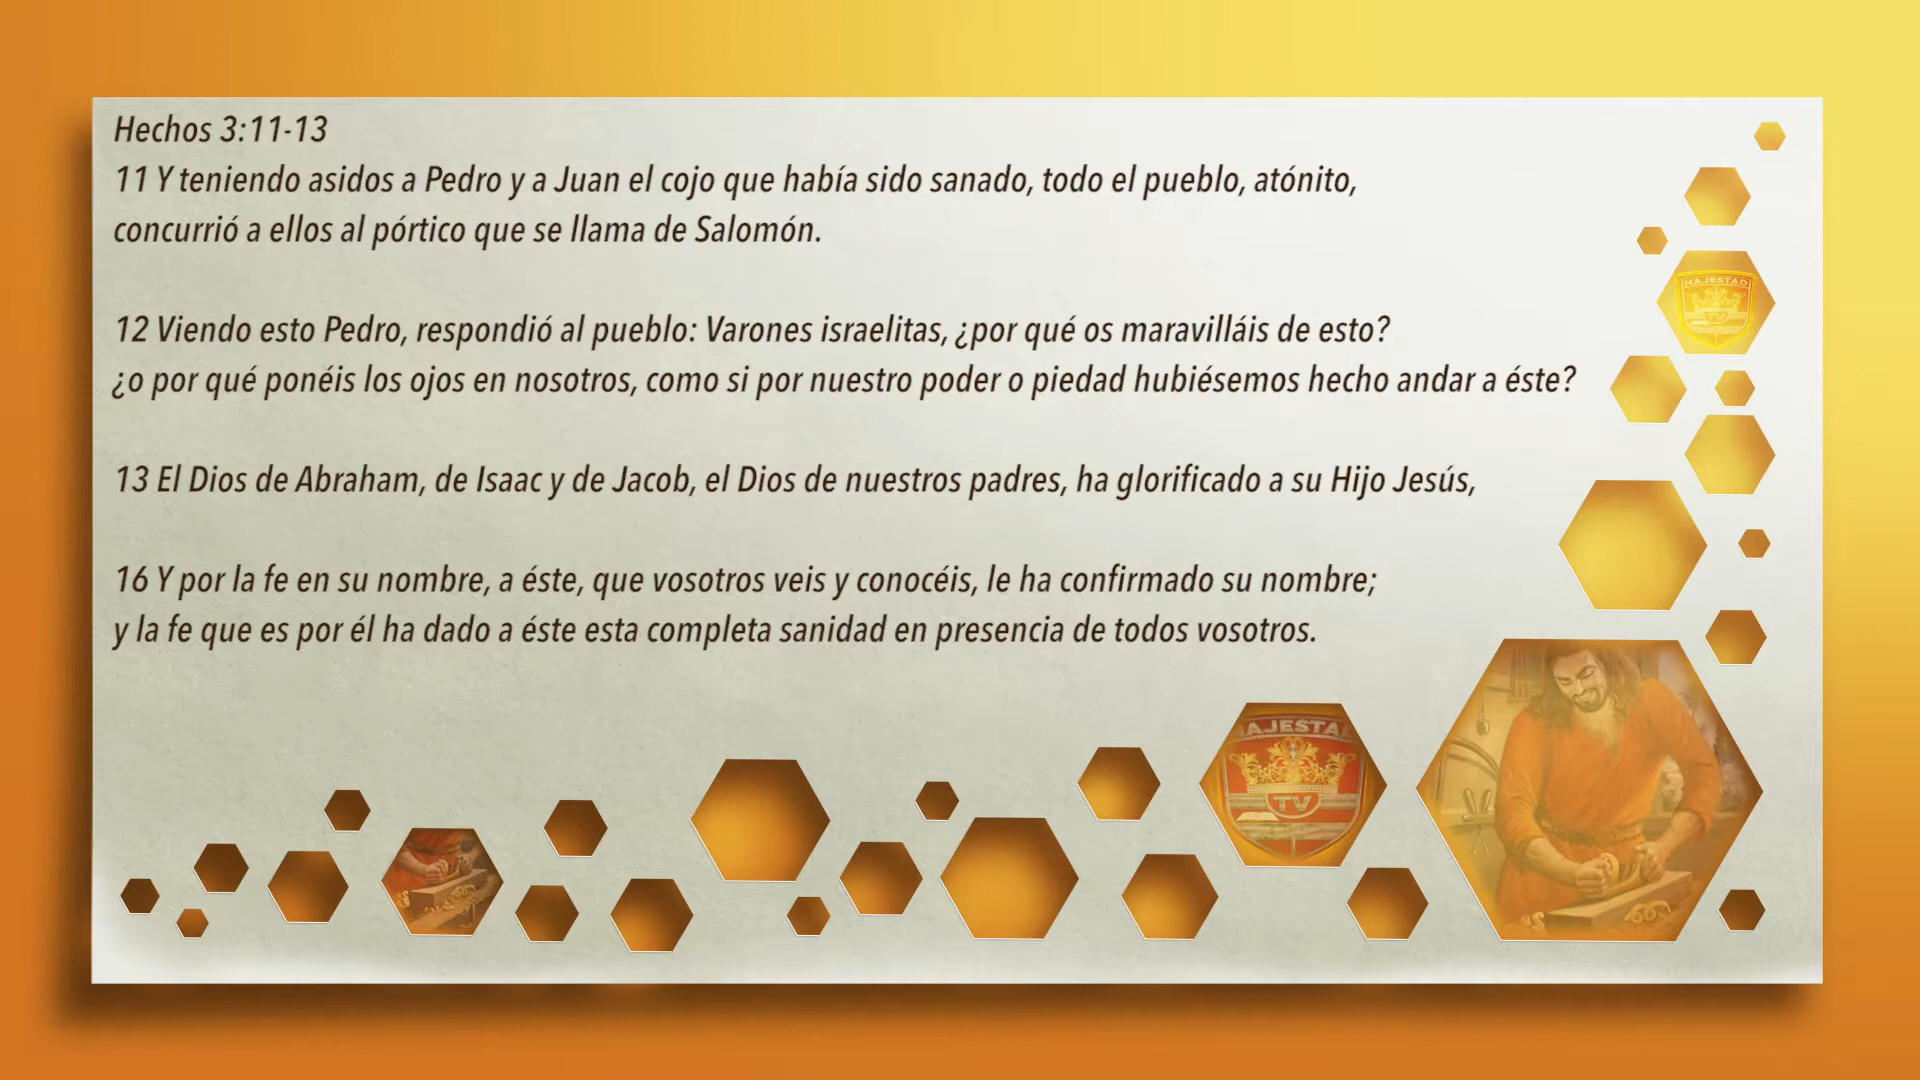 Hechos 3:11-13
11 Y teniendo asidos a Pedro y a Juan el cojo que había sido sanado, todo el pueblo, atónito,
concurrió a ellos al pórtico que se llama de Salomón.
12 Viendo esto Pedro, respondió al pueblo: Varones israelitas, ¿por qué os maravilláis de esto?
¿o por qué ponéis los ojos en nosotros, como si por nuestro poder o piedad hubiésemos hecho andar a éste?
13 El Dios de Abraham, de Isaac y de Jacob, el Dios de nuestros padres, ha glorificado a su Hijo Jesús,
16 Y por la fe en su nombre, a éste, que vosotros veis y conocéis, le ha confirmado su nombre;
y la fe que es por él ha dado a éste esta completa sanidad en presencia de todos vosotros.
MAJESTAD
TV
AJESTA
TV